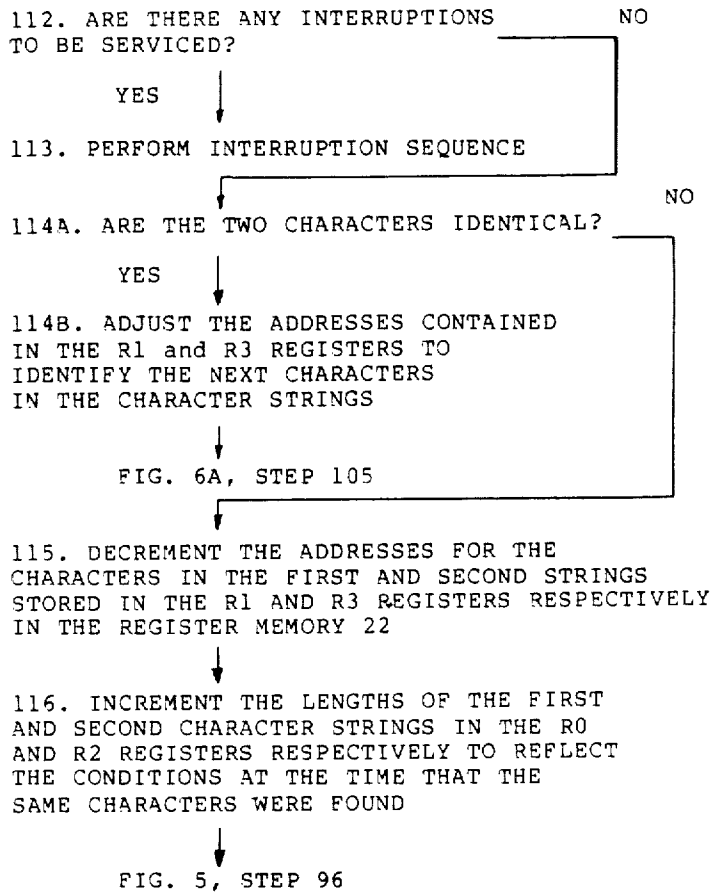 112. ARE THERE ANY INTERRUPTIONS NO
TO BE SERVICED?
YES
113. PERFORM INTERRUPTION SEQUENCE
NO
114A. ARE THE TWO CHARACTERS IDENTICAL?
YES
114B. ADJUST THE ADDRESSES CONTAINED
IN THE R1 and R3 REGISTERS TO
IDENTIFY THE NEXT CHARACTERS
IN THE CHARACTER STRINGS
FIG. 6A, STEP 105
115. DECREMENT THE ADDRESSES FOR THE
CHARACTERS IN THE FIRST AND SECOND STRINGS
STORED IN THE R1 AND R3 REGISTERS RESPECTIVELY
IN THE REGISTER MEMORY 22
116. INCREMENT THE LENGTHS OF THE FIRST
AND SECOND CHARACTER STRINGS IN THE R0
AND R2 REGISTERS RESPECTIVELY TO REFLECT
THE CONDITIONS AT THE TIME THAT THE
SAME CHARACTERS WERE FOUND
FIG. 5, STEP 96